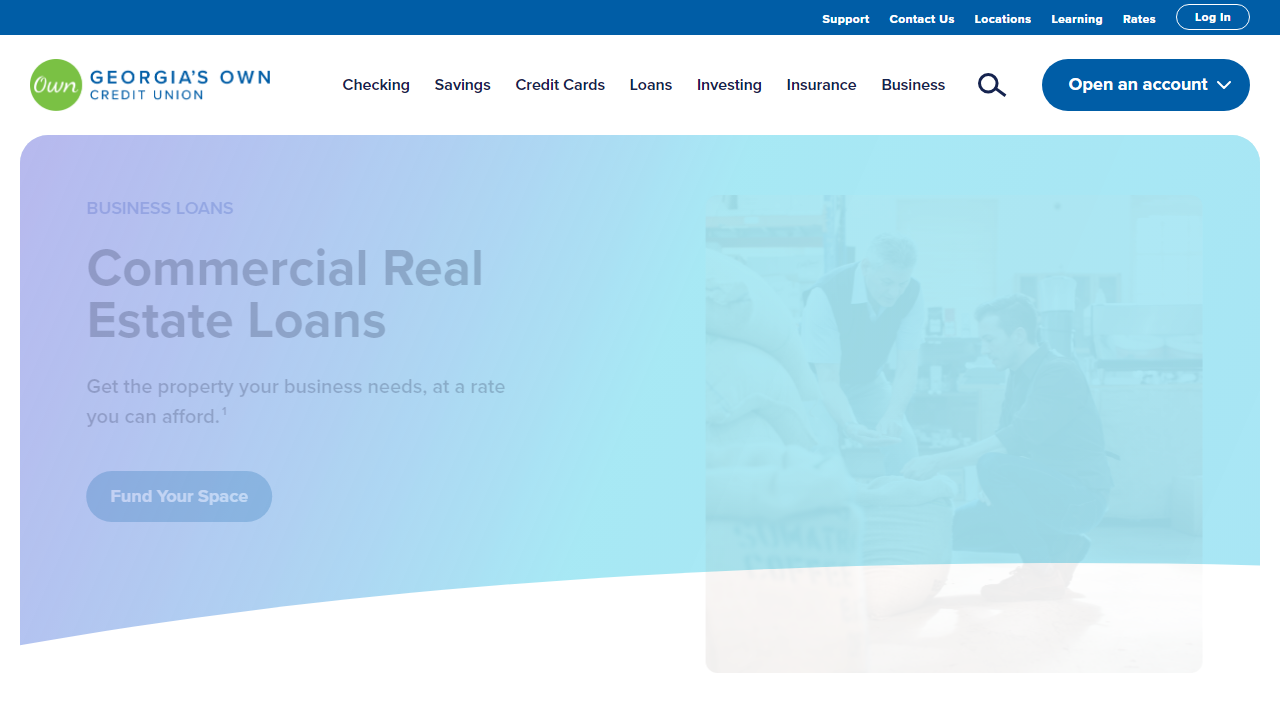 Support Contact Us Locations Learning Rates Log In
Own GEORGIA'S OWN
CREDIT UNION
Checking Savings Credit Cards Loans Investing Insurance Business Open an account
BUSINESS LOANS
Commercial Real
Estate Loans
Get the property your business needs, at a rate
you can afford.¹
Fund Your Space